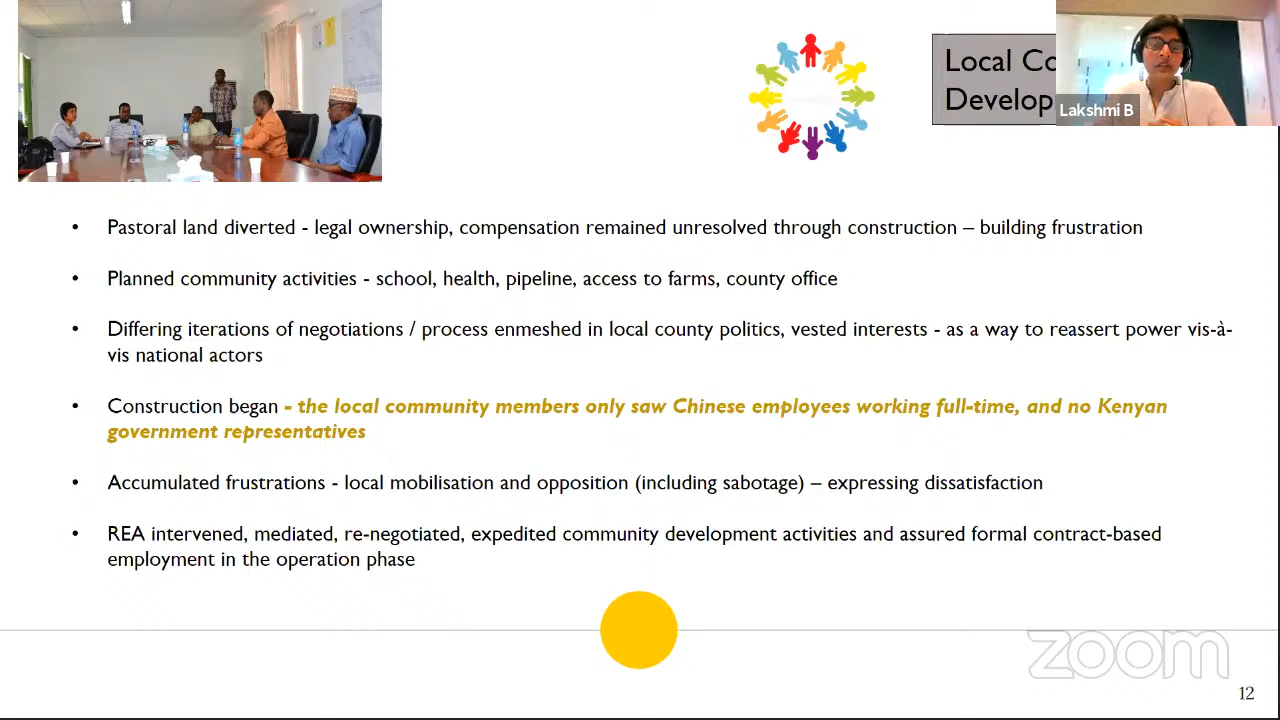 Local Co
Develop
Lakshmi B
• Pastoral land diverted - legal ownership, compensation remained unresolved through construction – building frustration
• Planned community activities - school, health, pipeline, access to farms, county office
• Differing iterations of negotiations / process enmeshed in local county politics, vested interests - as a way to reassert power vis-à-
vis national actors
• Construction began - the local community members only saw Chinese employees working full-time, and no Kenyan
government representatives
• Accumulated frustrations - local mobilisation and opposition (including sabotage) – expressing dissatisfaction
• REA intervened, mediated, re-negotiated, expedited community development activities and assured formal contract-based
employment in the operation phase
zoom
12